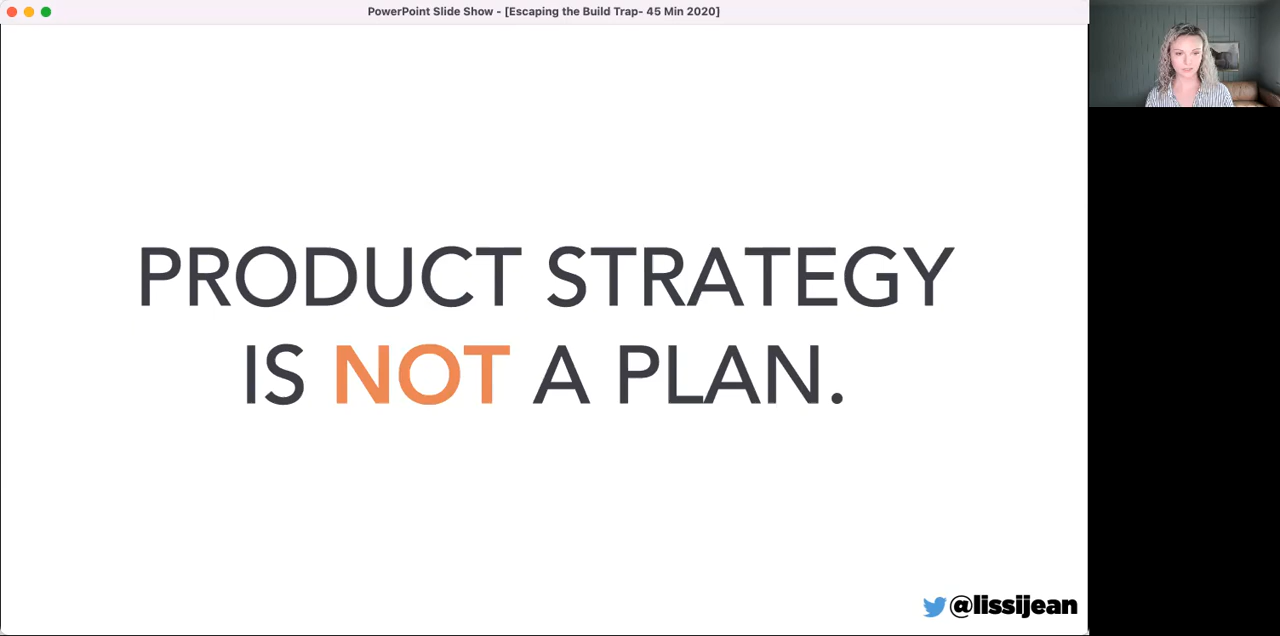 PowerPoint Slide Show - [Escaping the Build Trap- 45 Min 2020]
PRODUCT STRATEGY
IS NOT A PLAN.
@lissijean